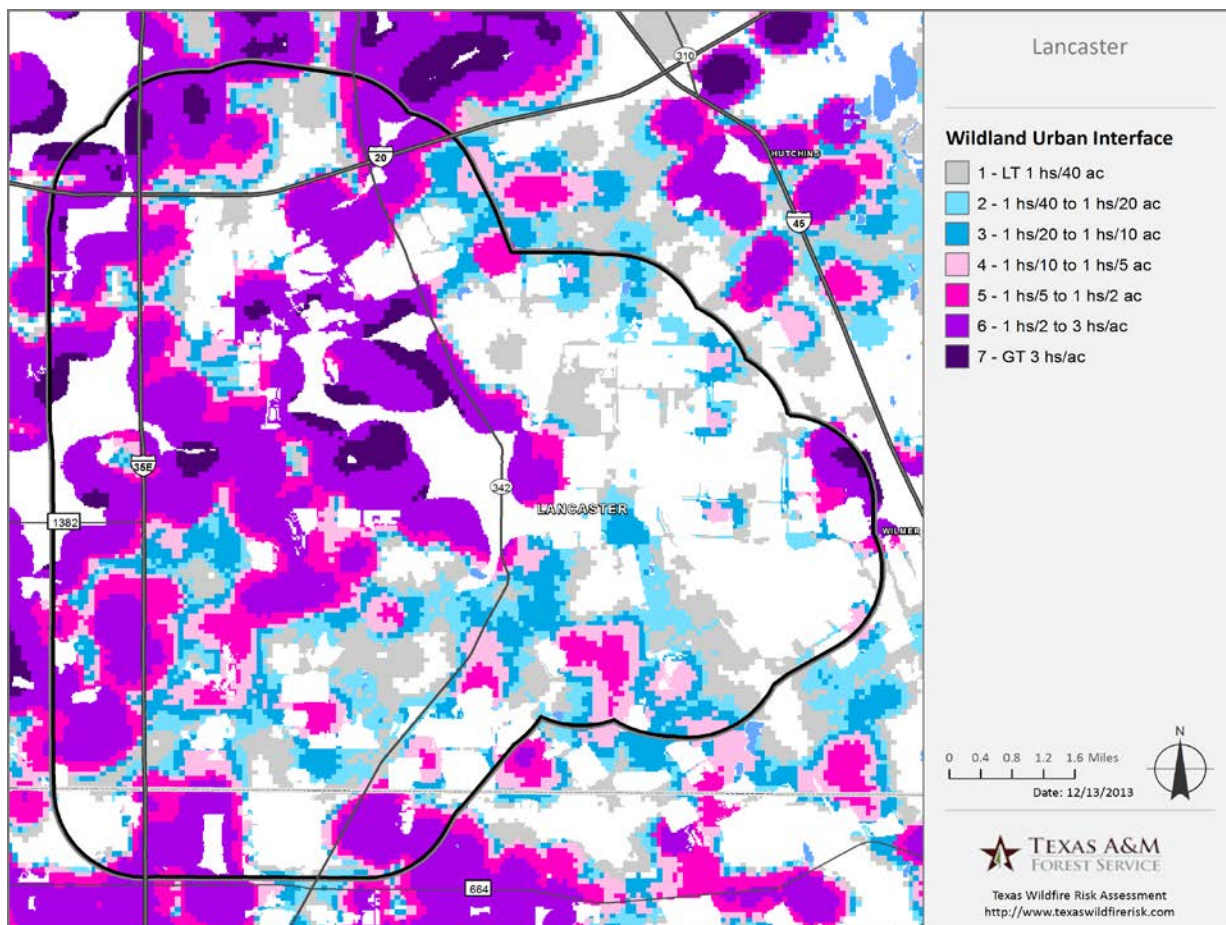 Lancaster
Wildland Urban Interface
1 - LT 1 hs/40 ac
2 - 1 hs/40 to 1 hs/20 ac
3 - 1 hs/20 to 1 hs/10 ac
4 - 1 hs/10 to 1 hs/5 ac
5 - 1 hs/5 to 1 hs/2 ac
6 - 1 hs/2 to 3 hs/ac
7 - GT 3 hs/ac
310
20
HUTCHINS
45
35E
342
LANCASTER
1382
WILMER
664
N
0 0.4 0.8 1.2 1.6 Miles
Date: 12/13/2013
TEXAS A&M
FOREST SERVICE
Texas Wildfire Risk Assessment
http://www.texaswildfirerisk.com